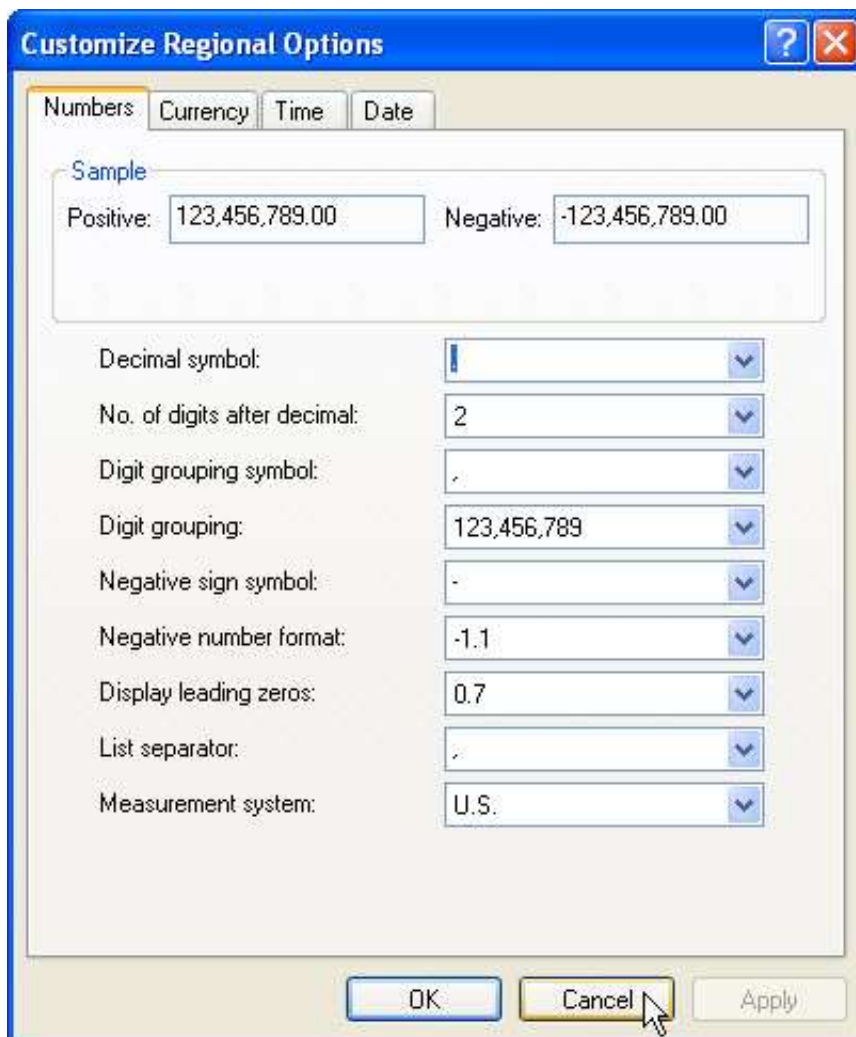 Customize Regional Options
Numbers Currency Time Date
Sample
Positive: 123,456,789.00 Negative: -123,456,789.00
Decimal symbol: .
No. of digits after decimal: 2
Digit grouping symbol: ,
Digit grouping: 123,456,789
Negative sign symbol: -
Negative number format: -1.1
Display leading zeros: 0.7
List separator: ,
Measurement system: U.S.
OK Cancel Apply